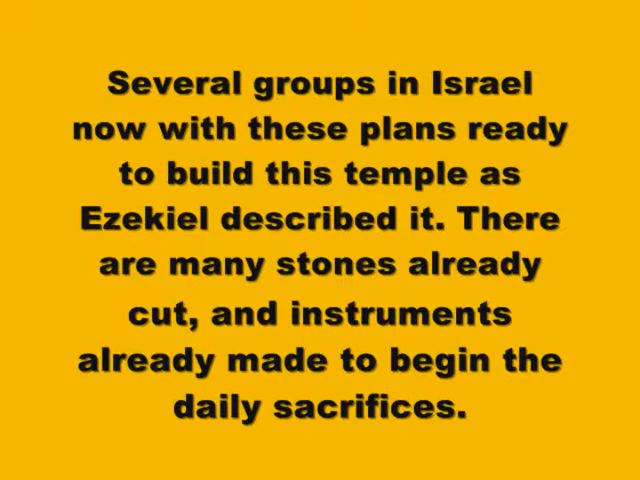 Several groups in Israel
now with these plans ready
to build this temple as
Ezekiel described it. There
are many stones already
cut, and instruments
already made to begin the
daily sacrifices.